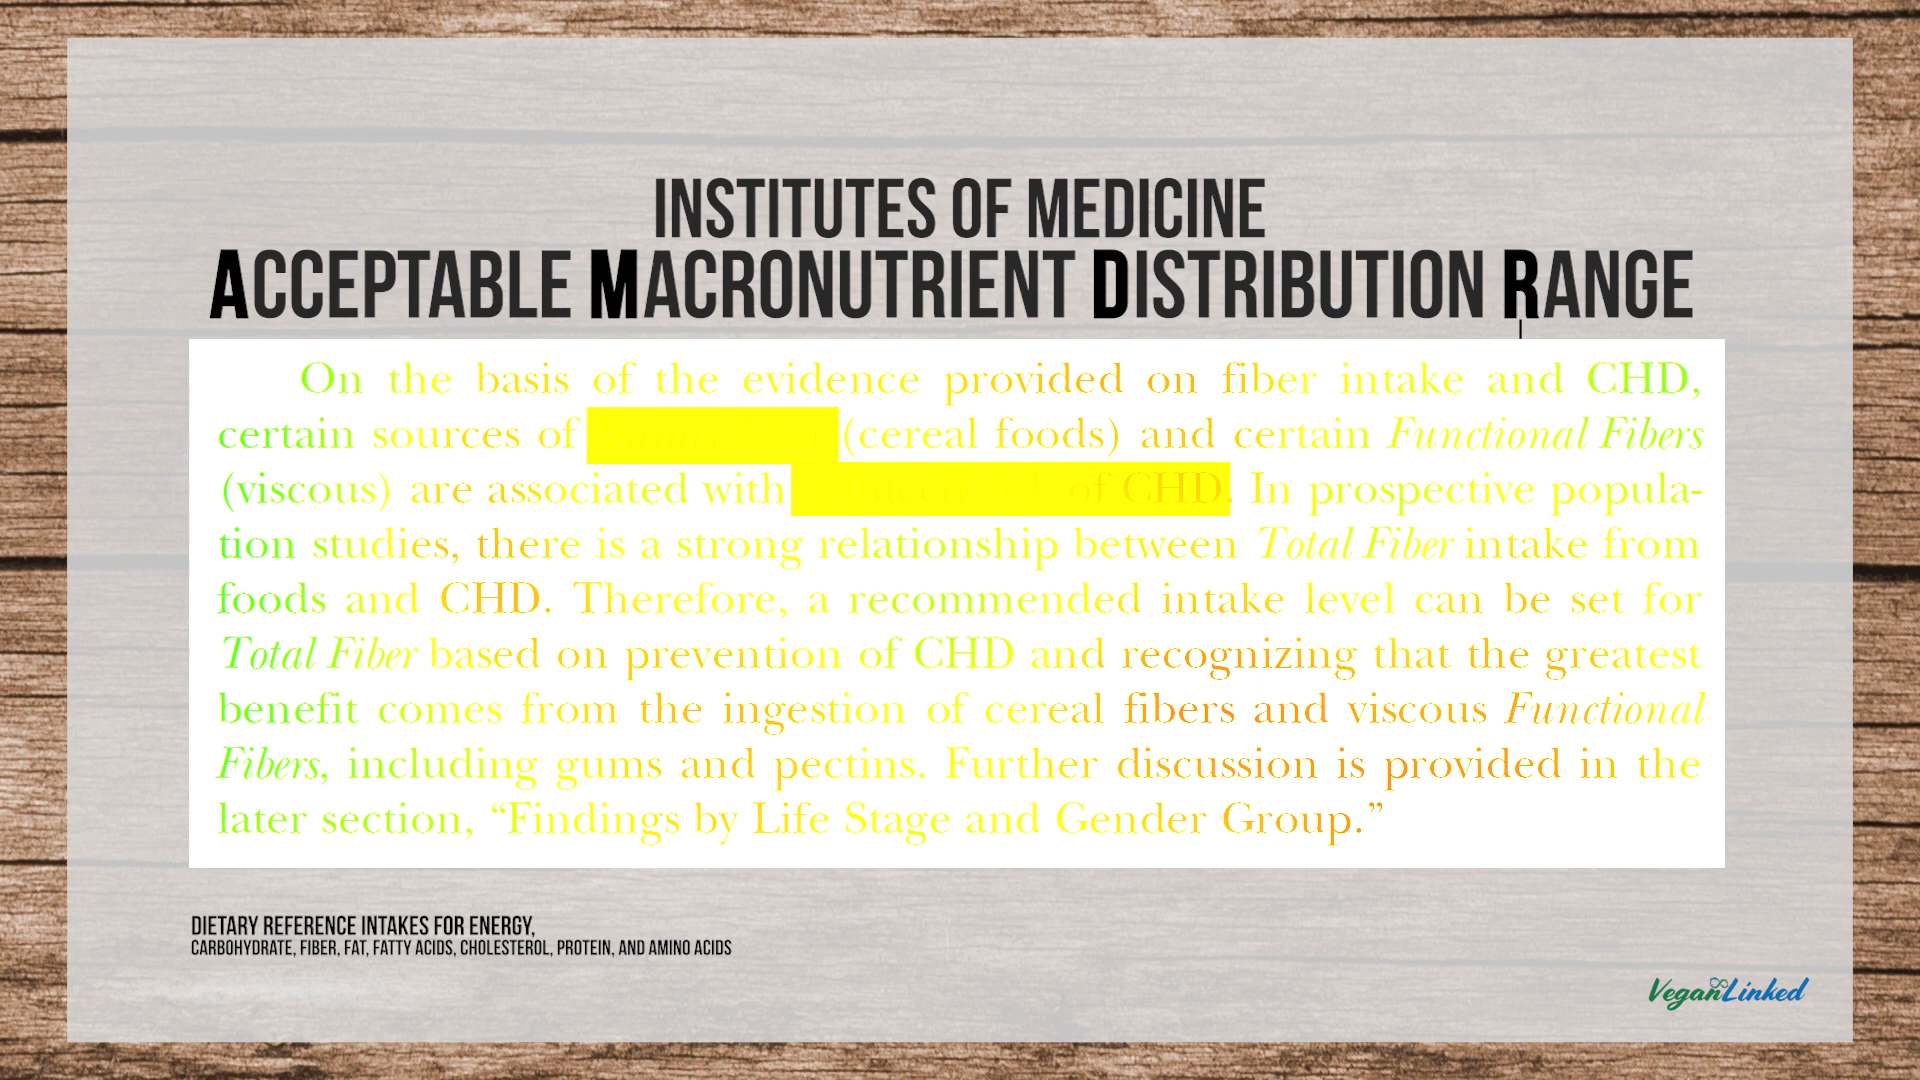 INSTITUTES OF MEDICINE
ACCEPTABLE MACRONUTRIENT DISTRIBUTION RANGE
On the basis of the evidence provided on fiber intake and CHD,
certain sources of (cereal foods) and certain Functional Fibers
(viscous) are associated with of CHD. In prospective popula-
tion studies, there is a strong relationship between Total Fiber intake from
foods and CHD. Therefore, a recommended intake level can be set for
Total Fiber based on prevention of CHD and recognizing that the greatest
benefit comes from the ingestion of cereal fibers and viscous Functional
Fibers, including gums and pectins. Further discussion is provided in the
later section, “Findings by Life Stage and Gender Group.”
DIETARY REFERENCE INTAKES FOR ENERGY,
CARBOHYDRATE, FIBER, FAT, FATTY ACIDS, CHOLESTEROL, PROTEIN, AND AMINO ACIDS
VeganLinked